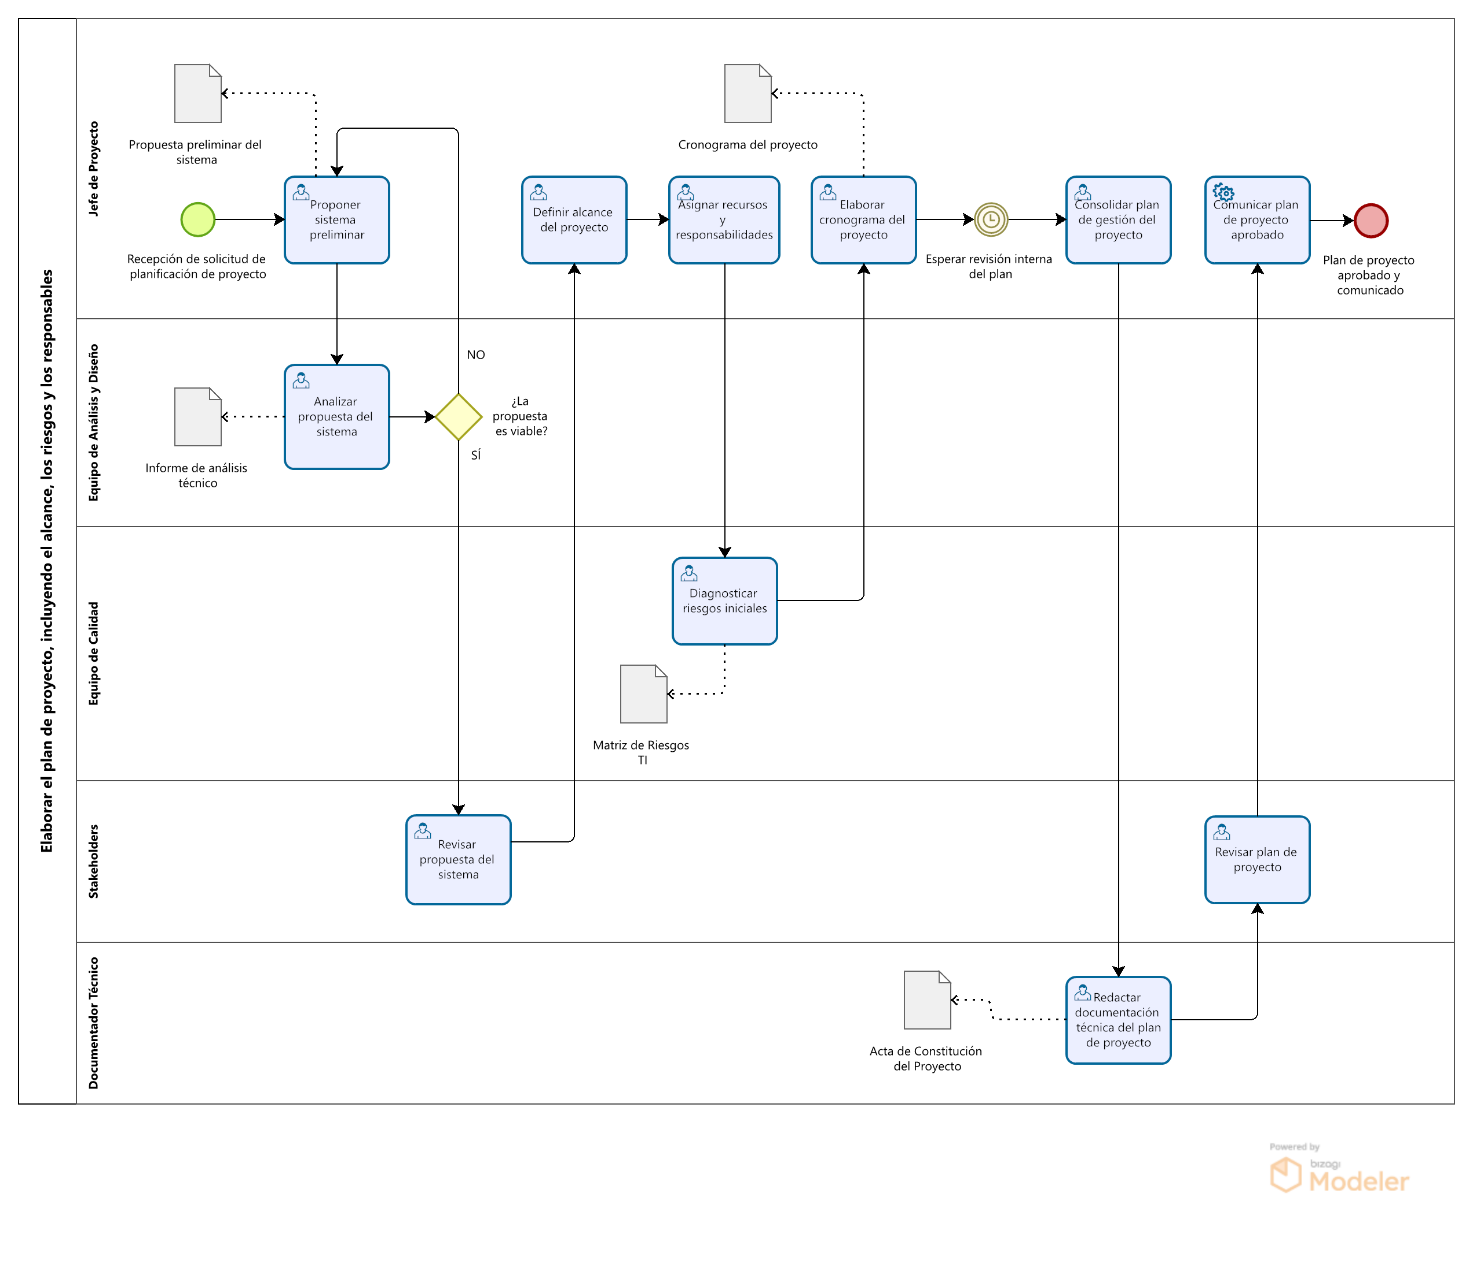 Elaborar el plan de proyecto, incluyendo el alcance, los riesgos y los responsables
Jefe de Proyecto
Propuesta preliminar del
sistema
Cronograma del proyecto
Proponer
sistema
preliminar
Definir alcance
del proyecto
Asignar recursos
y
responsabilidades
Elaborar
cronograma del
proyecto
Consolidar plan
de gestión del
proyecto
Comunicar plan
de proyecto
aprobado
Recepción de solicitud de
planificación de proyecto
Esperar revisión interna
del plan
Plan de proyecto
aprobado y
comunicado
Equipo de Análisis y Diseño
NO
Analizar
propuesta del
sistema
¿La
propuesta
es viable?
SÍ
Informe de análisis
técnico
Equipo de Calidad
Diagnosticar
riesgos iniciales
Matriz de Riesgos
TI
Stakeholders
Revisar
propuesta del
sistema
Revisar plan de
proyecto
Documentador Técnico
Redactar
documentación
técnica del plan
de proyecto
Acta de Constitución
del Proyecto
Powered by
bizagi
Modeler